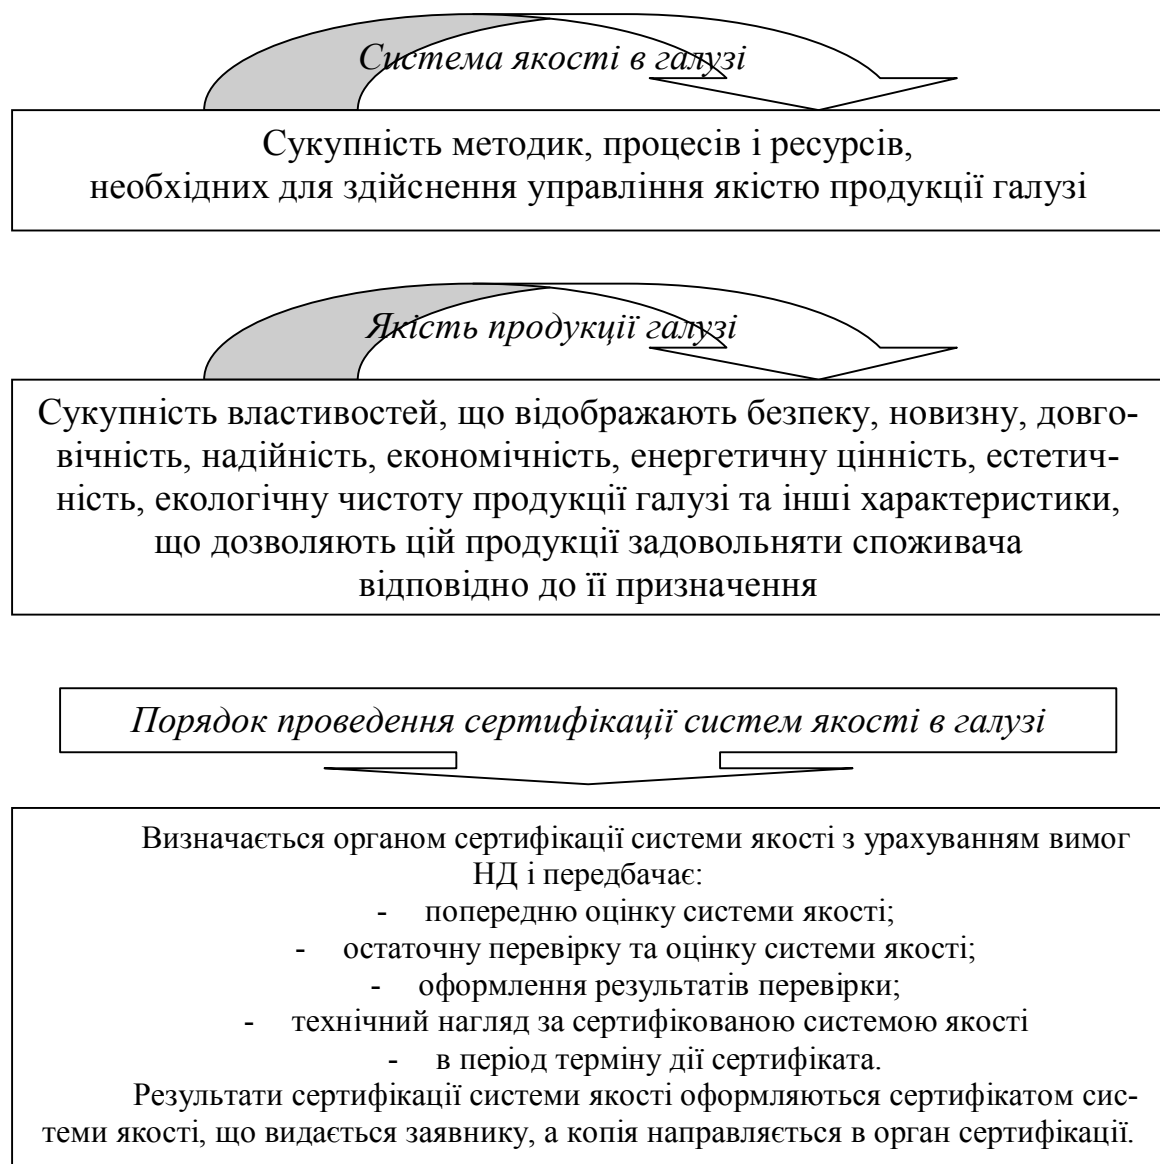 Система якості в галузі
Сукупність методик, процесів і ресурсів,
необхідних для здійснення управління якістю продукції галузі
Якість продукції галузі
Сукупність властивостей, що відображають безпеку, новизну, довго-
вічність, надійність, економічність, енергетичну цінність, естетич-
ність, екологічну чистоту продукції галузі та інші характеристики,
що дозволяють цій продукції задовольняти споживача
відповідно до її призначення
Порядок проведення сертифікації систем якості в галузі
Визначається органом сертифікації системи якості з урахуванням вимог
НД і передбачає:
- попередню оцінку системи якості;
- остаточну перевірку та оцінку системи якості;
- оформлення результатів перевірки;
- технічний нагляд за сертифікованою системою якості
- в період терміну дії сертифіката.
Результати сертифікації системи якості оформляються сертифікатом сис-
теми якості, що видається заявнику, а копія направляється в орган сертифікації.